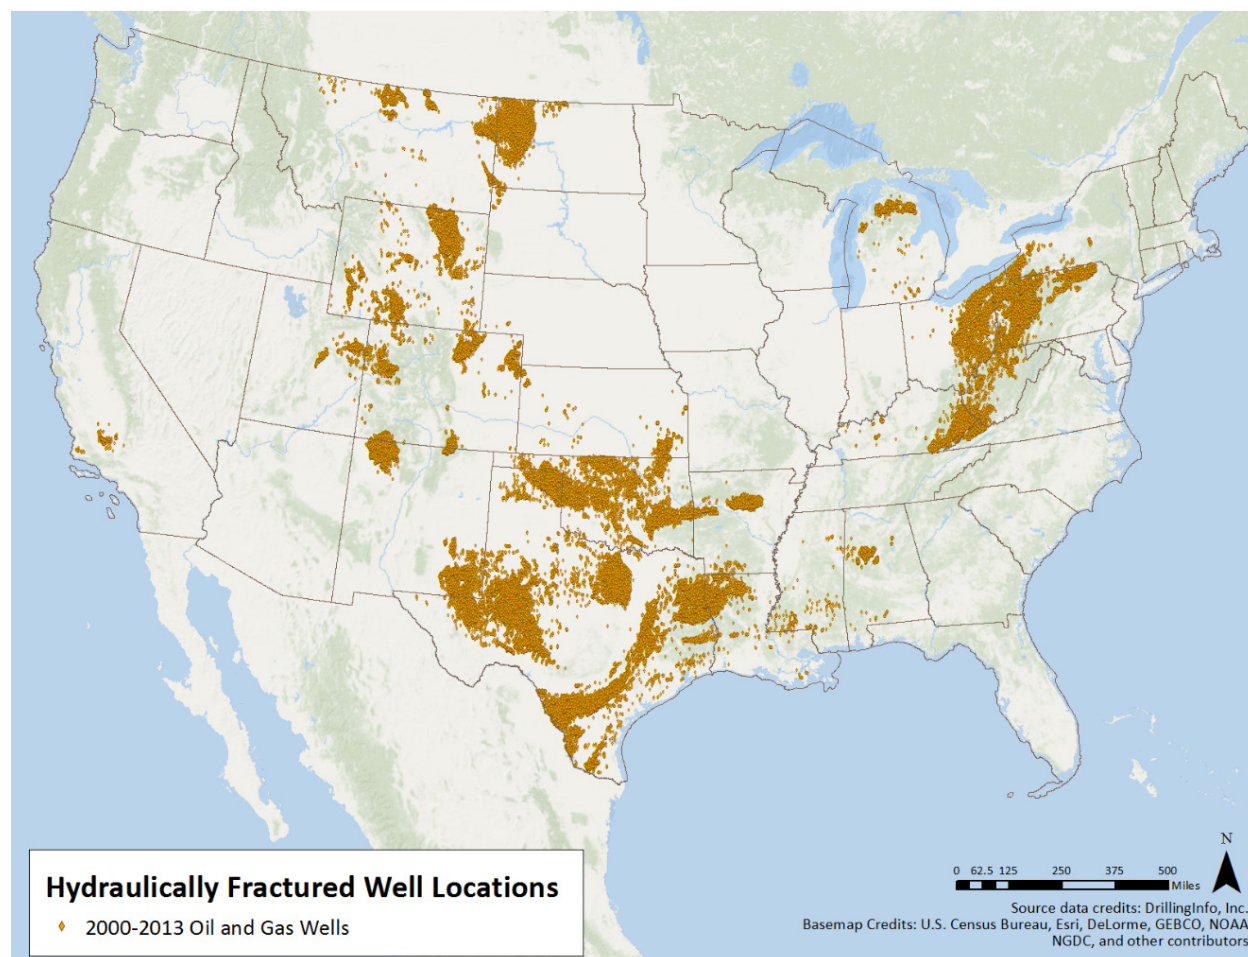 Hydraulically Fractured Well Locations
2000-2013 Oil and Gas Wells
N
0 62.5 125 250 375 500
Miles
Source data credits: DrillingInfo, Inc.
Basemap Credits: U.S. Census Bureau, Esri, DeLorme, GEBCO, NOAA
NGDC, and other contributors